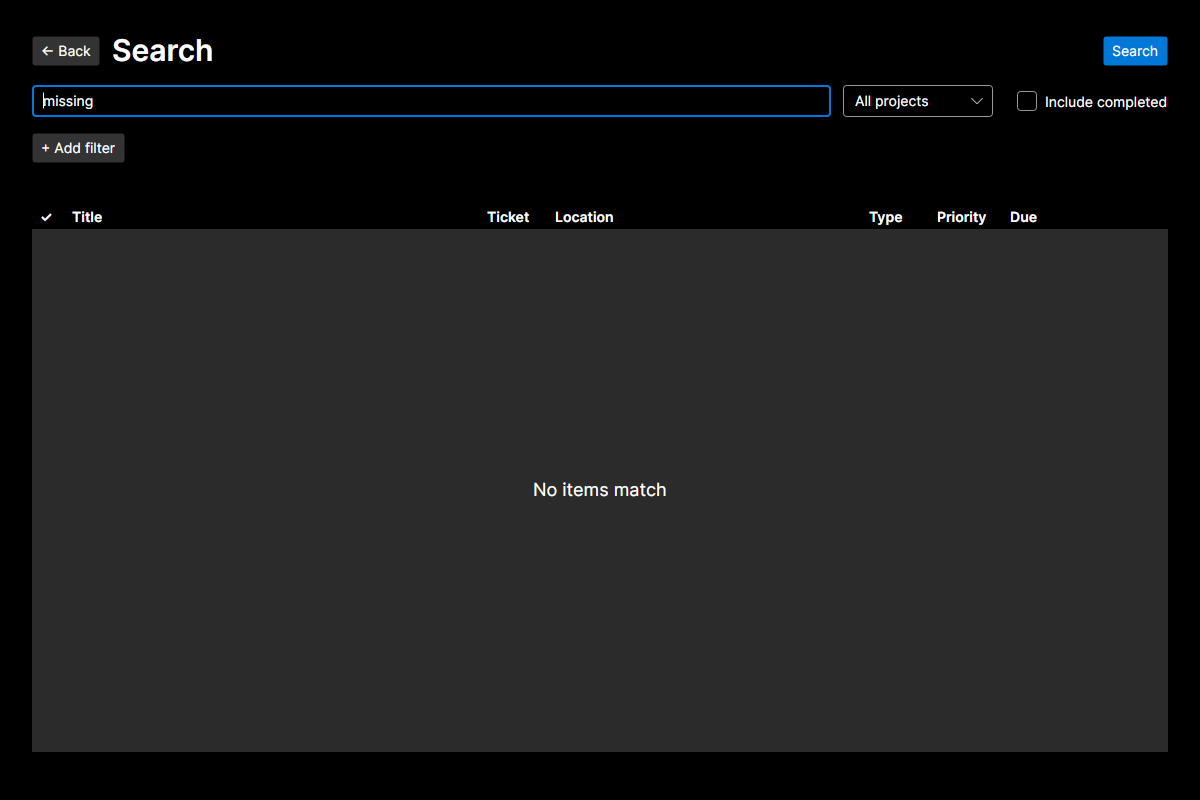 ← Back Search Search
missing All projects Include completed
+ Add filter
✓ Title Ticket Location Type Priority Due
No items match